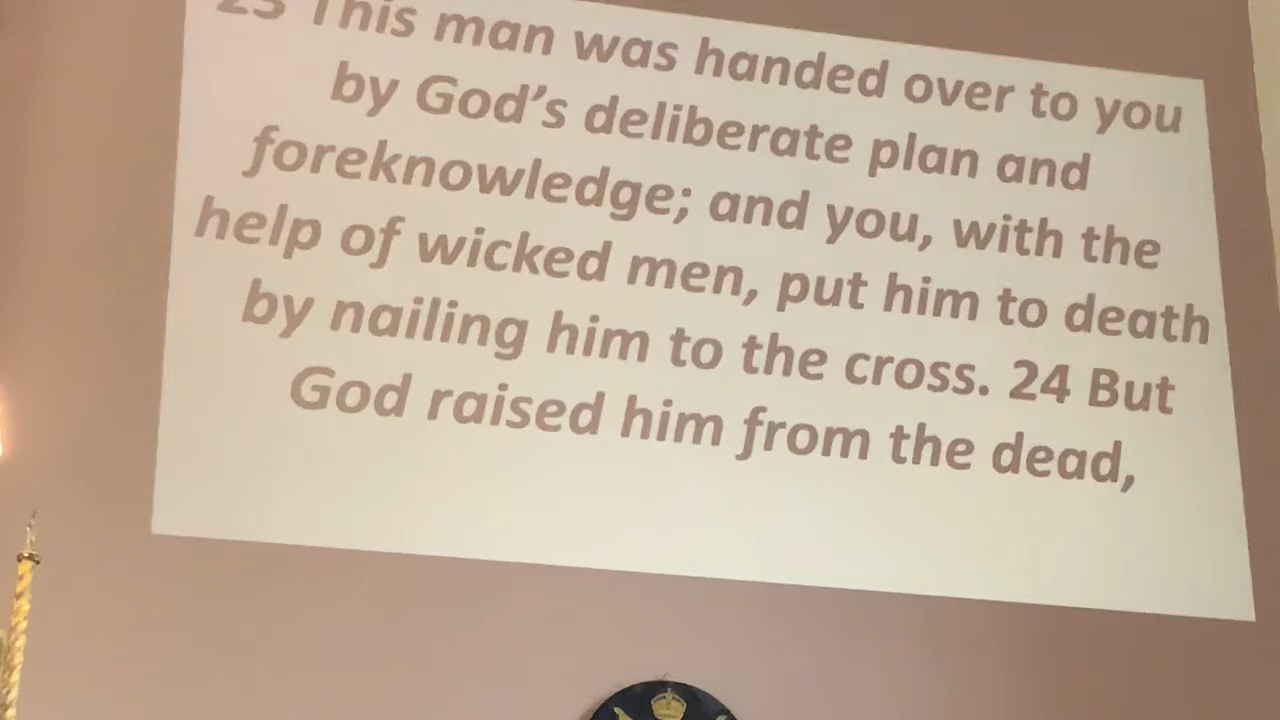 23 This man was handed over to you
by God’s deliberate plan and
foreknowledge; and you, with the
help of wicked men, put him to death
by nailing him to the cross. 24 But
God raised him from the dead,